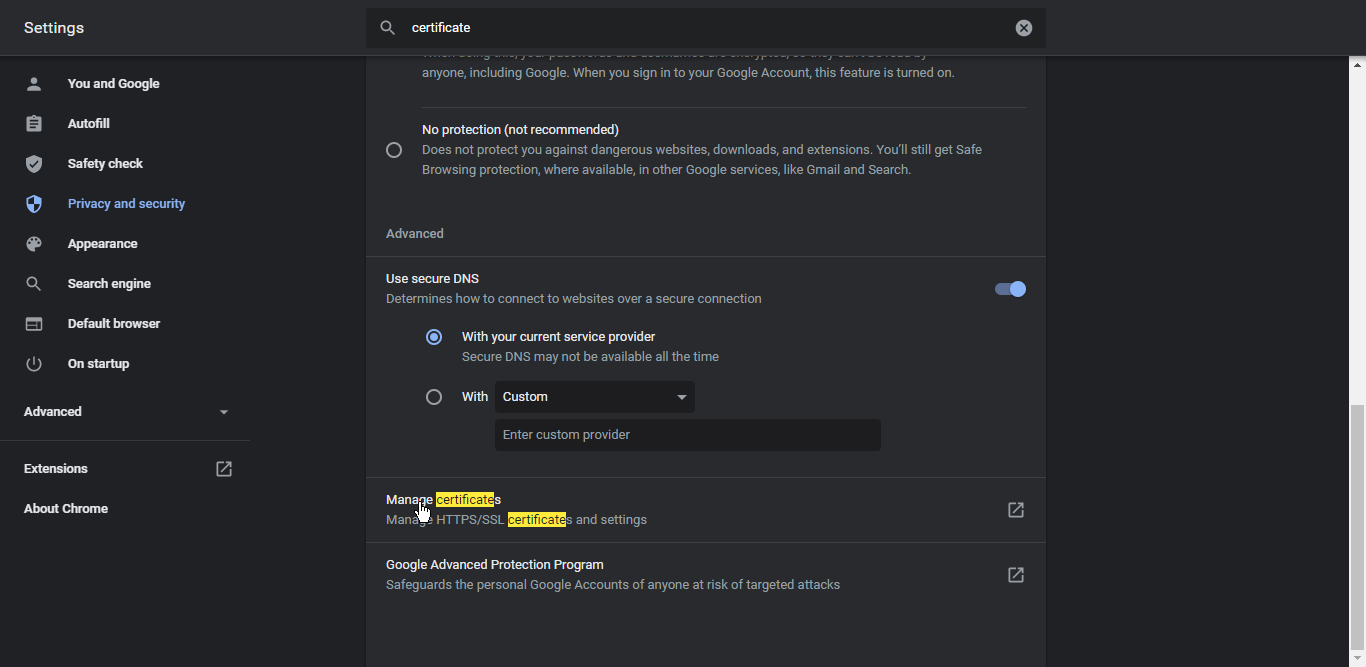 Settings
certificate
You and Google
Autofill
Safety check
Privacy and security
Appearance
Search engine
Default browser
On startup
Advanced
Extensions
About Chrome
anyone, including Google. When you sign in to your Google Account, this feature is turned on.
No protection (not recommended)
Does not protect you against dangerous websites, downloads, and extensions. You'll still get Safe
Browsing protection, where available, in other Google services, like Gmail and Search.
Advanced
Use secure DNS
Determines how to connect to websites over a secure connection
With your current service provider
Secure DNS may not be available all the time
With Custom
Enter custom provider
Manage certificates
Manage HTTPS/SSL certificates and settings
Google Advanced Protection Program
Safeguards the personal Google Accounts of anyone at risk of targeted attacks